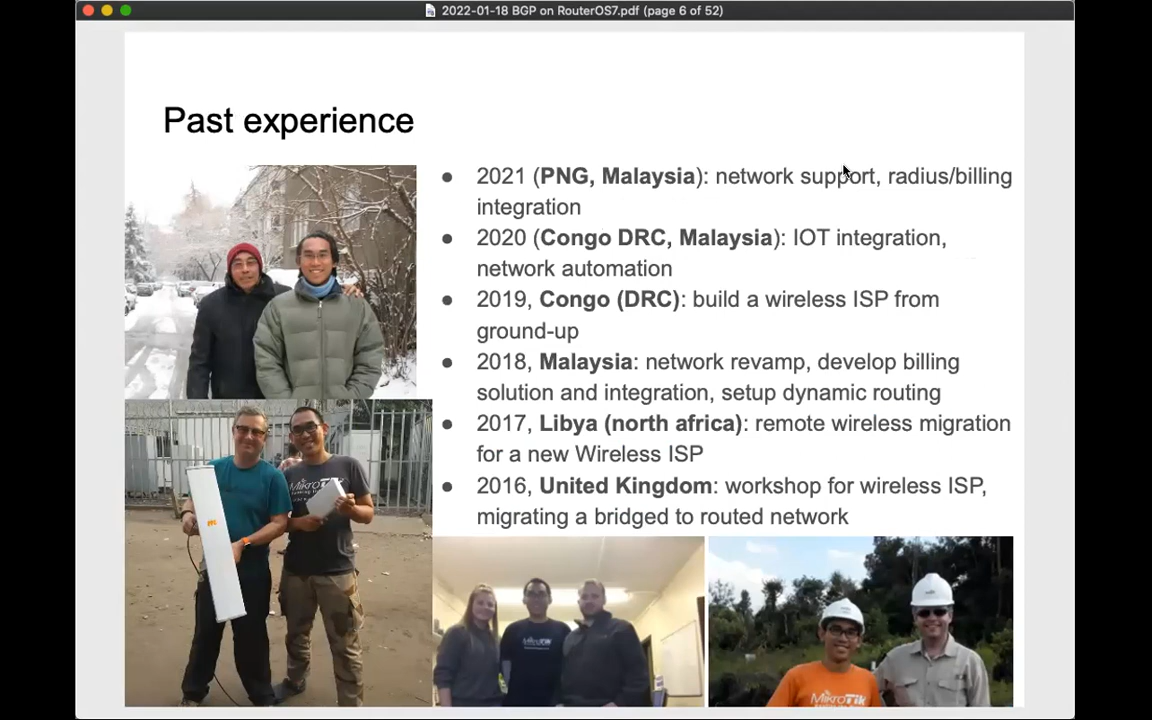 2022-01-18 BGP on RouterOS7.pdf (page 6 of 52)
Past experience
● 2021 (PNG, Malaysia): network support, radius/billing
integration
● 2020 (Congo DRC, Malaysia): IOT integration,
network automation
● 2019, Congo (DRC): build a wireless ISP from
ground-up
● 2018, Malaysia: network revamp, develop billing
solution and integration, setup dynamic routing
● 2017, Libya (north africa): remote wireless migration
for a new Wireless ISP
● 2016, United Kingdom: workshop for wireless ISP,
migrating a bridged to routed network
MikroTik
MikroTik
MikroTik